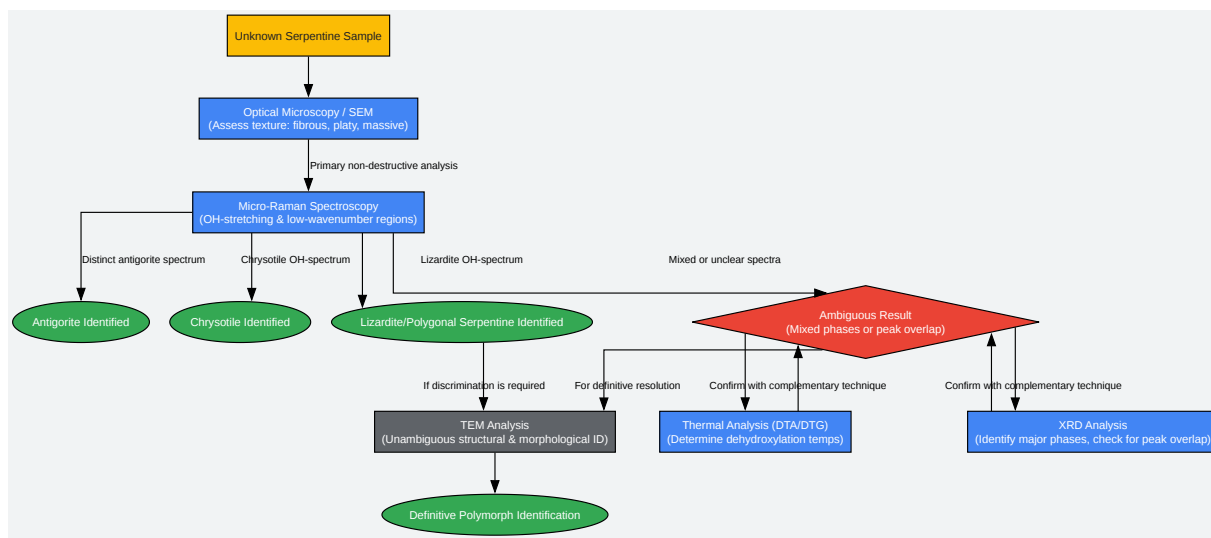 Unknown Serpentine Sample
Optical Microscopy / SEM
(Assess texture: fibrous, platy, massive)
Primary non-destructive analysis
Micro-Raman Spectroscopy
(OH-stretching & low-wavenumber regions)
Distinct antigorite spectrum
Chrysotile OH-spectrum
Lizardite OH-spectrum
Mixed or unclear spectra
Antigorite Identified
Chrysotile Identified
Lizardite/Polygonal Serpentine Identified
Ambiguous Result
(Mixed phases or peak overlap)
If discrimination is required
For definitive resolution
Confirm with complementary technique
Confirm with complementary technique
TEM Analysis
(Unambiguous structural & morphological ID)
Thermal Analysis (DTA/DTG)
(Determine dehydroxylation temps)
XRD Analysis
(Identify major phases, check for peak overlap)
Definitive Polymorph Identification